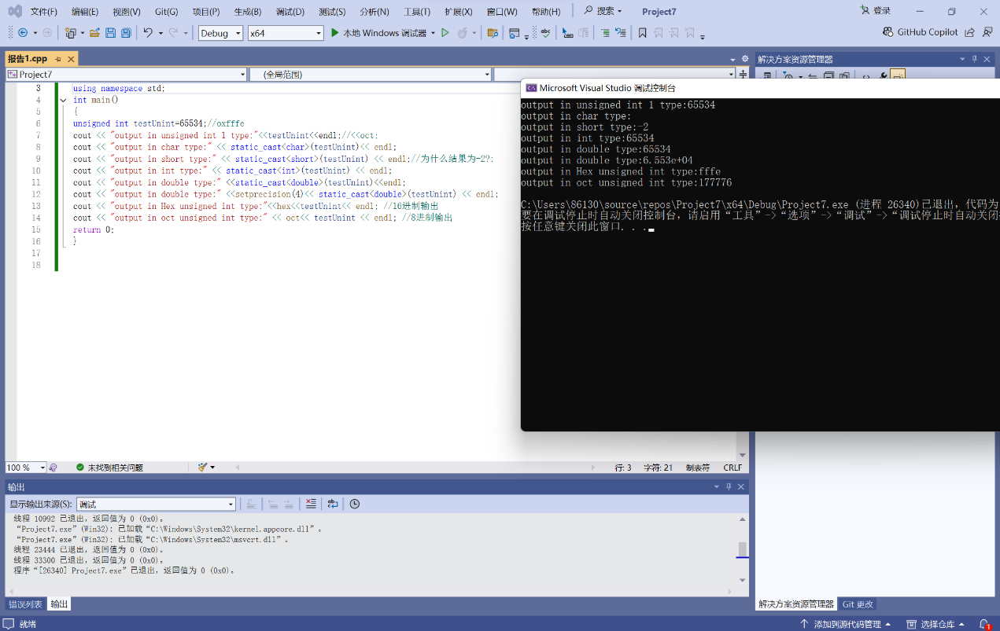 文件(F) 编辑(E) 视图(V) Git(G) 项目(P) 生成(B) 调试(D) 测试(S) 分析(N) 工具(T) 扩展(X) 窗口(W) 帮助(H) 搜索 Project7 登录
Debug x64 本地 Windows 调试器 GitHub Copilot
报告1.cpp
Project7 (全局范围)
3 using namespace std;
4 int main()
5 {
6 unsigned int testUnint=65534;//oxfffe
7 cout << "output in unsigned int 1 type:"<<testUnint<<endl;//<<oct;
8 cout << "output in char type:" << static_cast<char>(testUnint)<< endl;
9 cout << "output in short type:" << static_cast<short>(testUnint) << endl;//为什么结果为-2?:
10 cout << "output in int type:" << static_cast<int>(testUnint) << endl;
11 cout << "output in double type:" <<static_cast<double>(testUnint)<<endl;
12 cout << "output in double type:" <<setprecision(4)<< static_cast<double>(testUnint) << endl;
13 cout << "output in Hex unsigned int type:"<<hex<<testUnint<< endl; //16进制输出
14 cout << "output in oct unsigned int type:" << oct<< testUnint << endl; //8进制输出
15 return 0;
16 }
17
18
100 % 未找到相关问题 行: 3 字符: 21 制表符 CRLF
解决方案资源管理器
Microsoft Visual Studio 调试控制台
output in unsigned int 1 type:65534
output in char type:
output in short type:-2
output in int type:65534
output in double type:65534
output in double type:6.553e+04
output in Hex unsigned int type:fffe
output in oct unsigned int type:177776
C:\Users\86130\source\repos\Project7\x64\Debug\Project7.exe (进程 26340)已退出，代码为
要在调试停止时自动关闭控制台，请启用“工具”->“选项”->“调试”->“调试停止时自动关闭
按任意键关闭此窗口. . .
输出
显示输出来源(S): 调试
线程 10992 已退出，返回值为 0 (0x0)。
“Project7.exe”(Win32): 已加载“C:\Windows\System32\kernel.appcore.dll”。
“Project7.exe”(Win32): 已加载“C:\Windows\System32\msvcrt.dll”。
线程 23444 已退出，返回值为 0 (0x0)。
线程 33300 已退出，返回值为 0 (0x0)。
程序“[26340] Project7.exe”已退出，返回值为 0 (0x0)。
错误列表 输出
解决方案资源管理器 Git 更改
就绪 添加到源代码管理 选择仓库 1